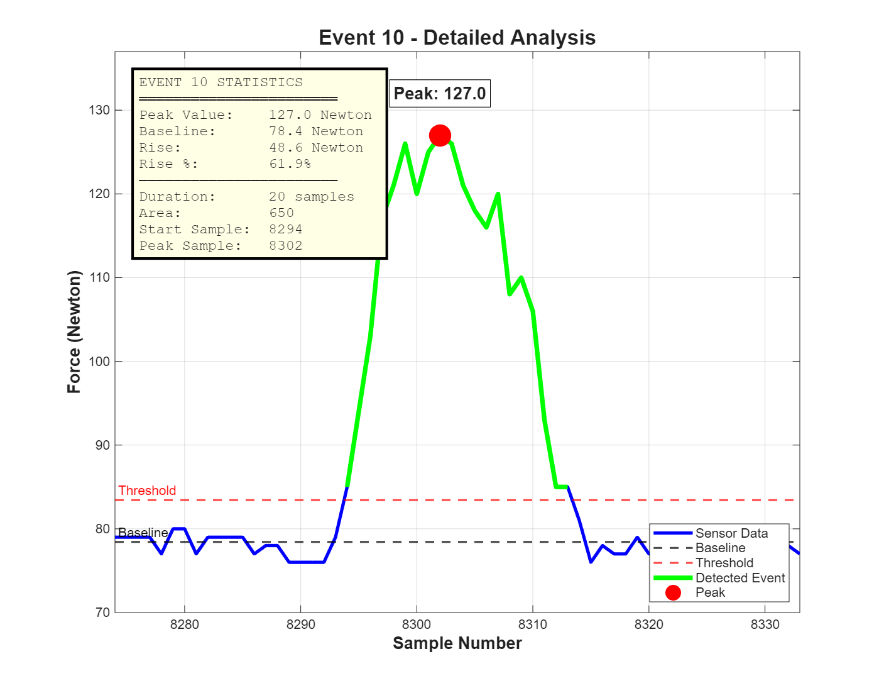 Event 10 - Detailed Analysis
EVENT 10 STATISTICS
Peak Value: 127.0 Newton
Baseline: 78.4 Newton
Rise: 48.6 Newton
Rise %: 61.9%
Duration: 20 samples
Area: 650
Start Sample: 8294
Peak Sample: 8302
Peak: 127.0
130
120
110
100
90
80
70
Force (Newton)
Threshold
Baseline
Sensor Data
Baseline
Threshold
Detected Event
Peak
8280 8290 8300 8310 8320 8330
Sample Number